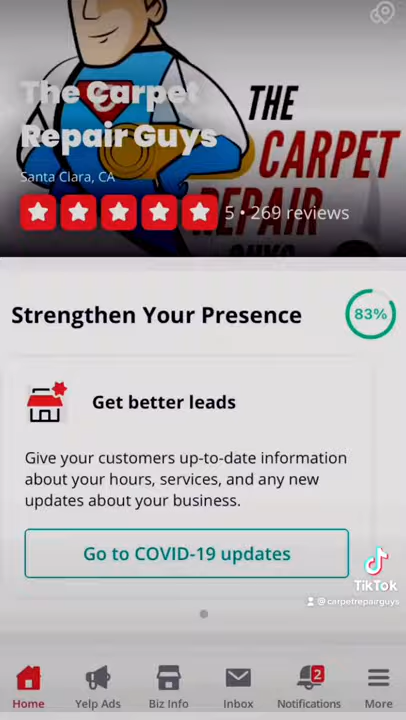 The Carpet
Repair Guys
THE
CARPET
REPAIR
GUYS
Santa Clara, CA
5 • 269 reviews
Strengthen Your Presence
83%
Get better leads
Give your customers up-to-date information
about your hours, services, and any new
updates about your business.
Go to COVID-19 updates
TikTok
@carpetrepairguys
2
Home
Yelp Ads
Biz Info
Inbox
Notifications
More